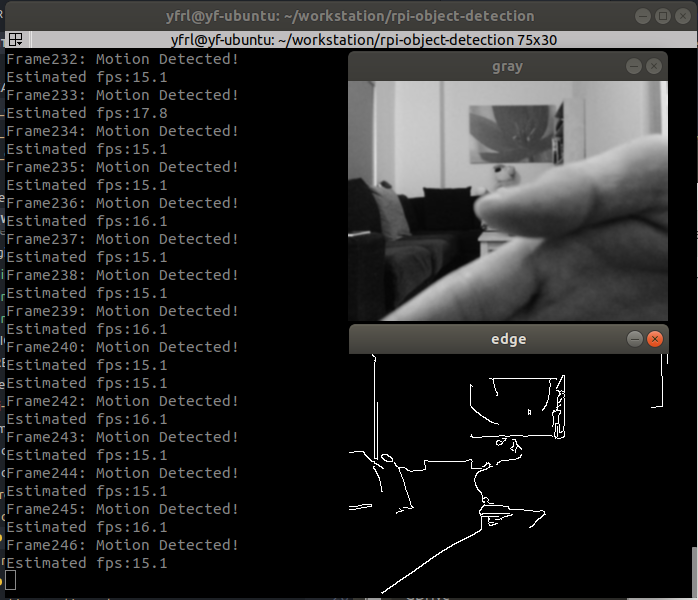 yfrl@yf-ubuntu: ~/workstation/rpi-object-detection
yfrl@yf-ubuntu: ~/workstation/rpi-object-detection 75x30
Frame232: Motion Detected!
Estimated fps:15.1
Frame233: Motion Detected!
Estimated fps:17.8
Frame234: Motion Detected!
Estimated fps:15.1
Frame235: Motion Detected!
Estimated fps:15.1
Frame236: Motion Detected!
Estimated fps:16.1
Frame237: Motion Detected!
Estimated fps:15.1
Frame238: Motion Detected!
Estimated fps:15.1
Frame239: Motion Detected!
Estimated fps:16.1
Frame240: Motion Detected!
Estimated fps:15.1
Estimated fps:15.1
Frame242: Motion Detected!
Estimated fps:16.1
Frame243: Motion Detected!
Estimated fps:15.1
Frame244: Motion Detected!
Estimated fps:15.1
Frame245: Motion Detected!
Estimated fps:16.1
Frame246: Motion Detected!
Estimated fps:15.1
gray
edge